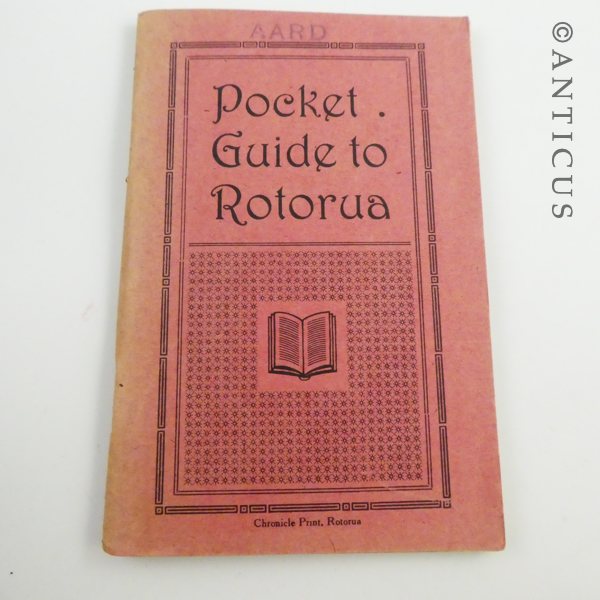 AARD
Pocket .
Guide to
Rotorua
Chronicle Print, Rotorua
©ANTICUS